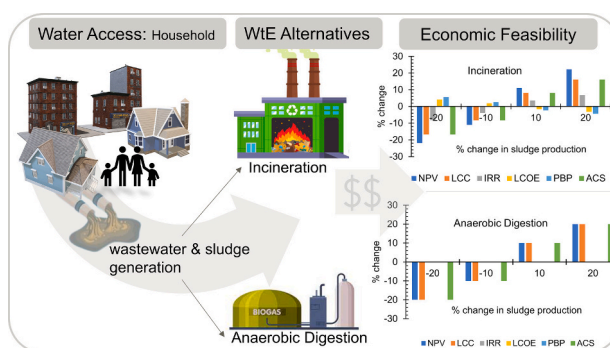 Water Access: Household
WtE Alternatives
Economic Feasibility
Incineration
wastewater & sludge
generation
BIOGAS
Anaerobic Digestion
$$
Incineration
% change
30
20
10
0
-10
-20
-30
-20
-10
10
20
% change in sludge production
NPV LCC IRR LCOE PBP ACS
Anaerobic Digestion
% change
20
10
0
-10
-20
-30
-20
-10
10
20
% change in sludge production
NPV LCC IRR LCOE PBP ACS